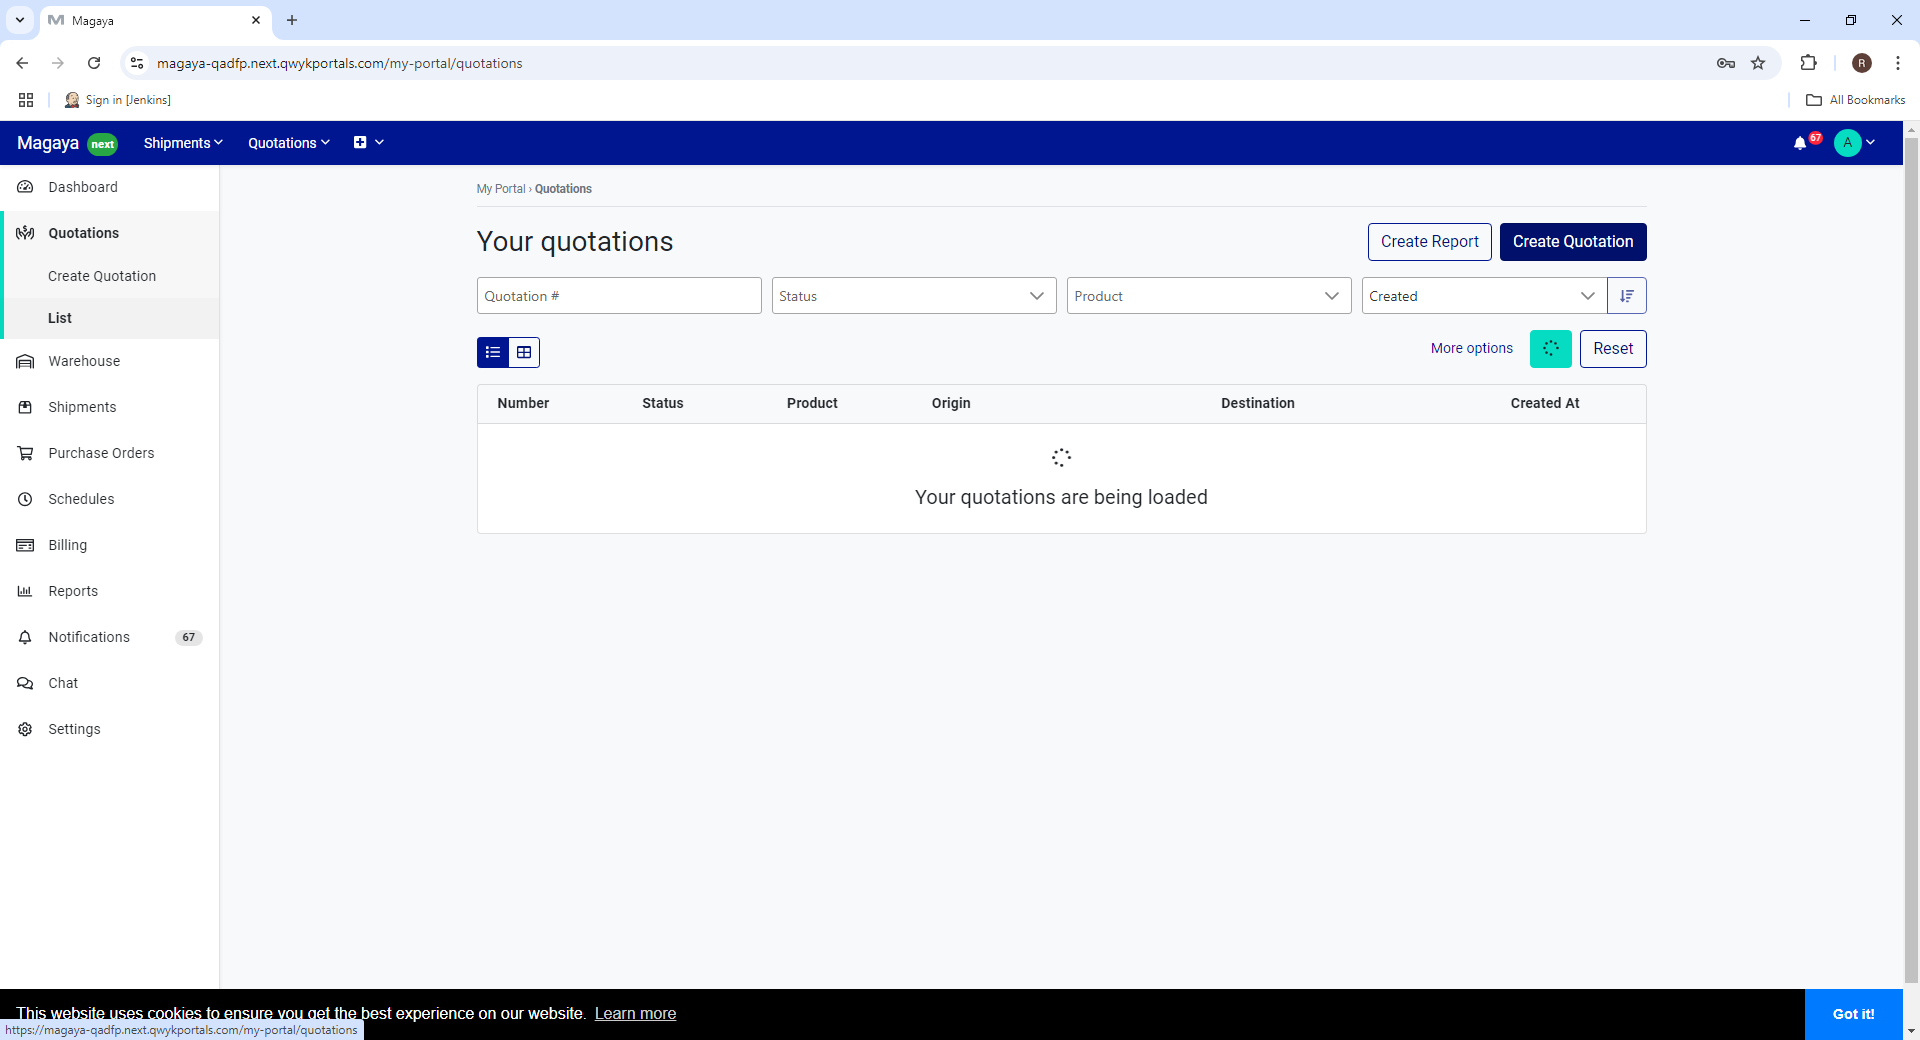 Magaya
magaya-qadfp.next.qwykportals.com/my-portal/quotations
R
Sign in [Jenkins]
All Bookmarks
Magaya next Shipments Quotations
67
A
Dashboard
Quotations
Create Quotation
List
Warehouse
Shipments
Purchase Orders
Schedules
Billing
Reports
Notifications 67
Chat
Settings
My Portal › Quotations
Your quotations
Create Report
Create Quotation
Quotation #
Status
Product
Created
More options
Reset
Number Status Product Origin Destination Created At
Your quotations are being loaded
This website uses cookies to ensure you get the best experience on our website. Learn more
Got it!
https://magaya-qadfp.next.qwykportals.com/my-portal/quotations